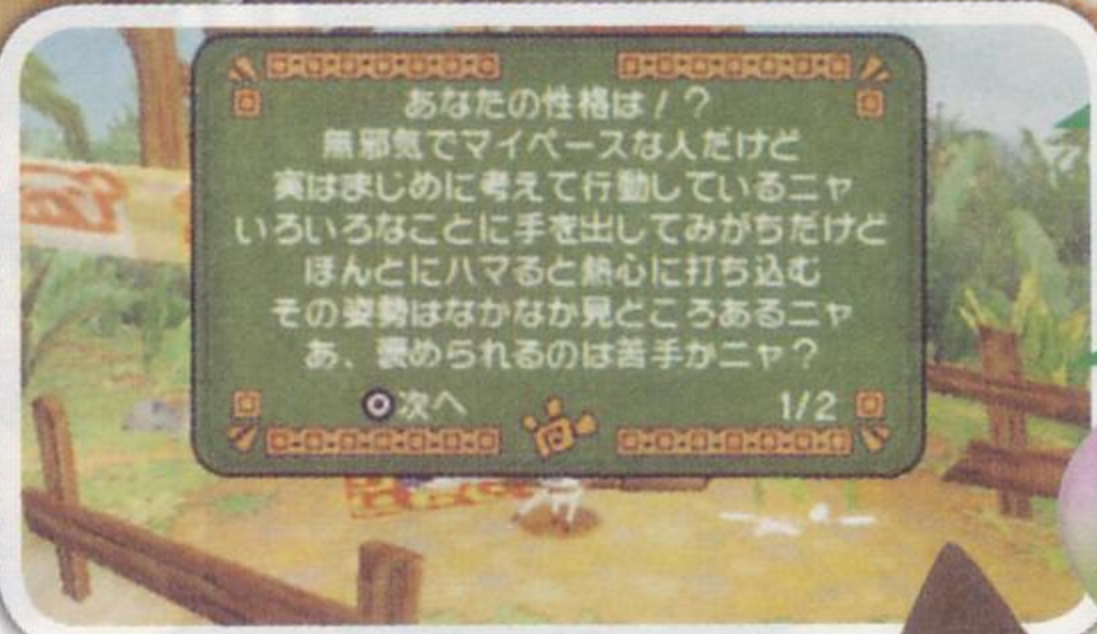 あなたの性格は!?
無邪気でマイペースな人だけど
実はまじめに考えて行動しているニャ
いろいろなことに手を出してみがちだけど
ほんとにハマると熱心に打ち込む
その姿勢はなかなか見どころあるニャ
あ、褒められるのは苦手かニャ?
次へ
1/2